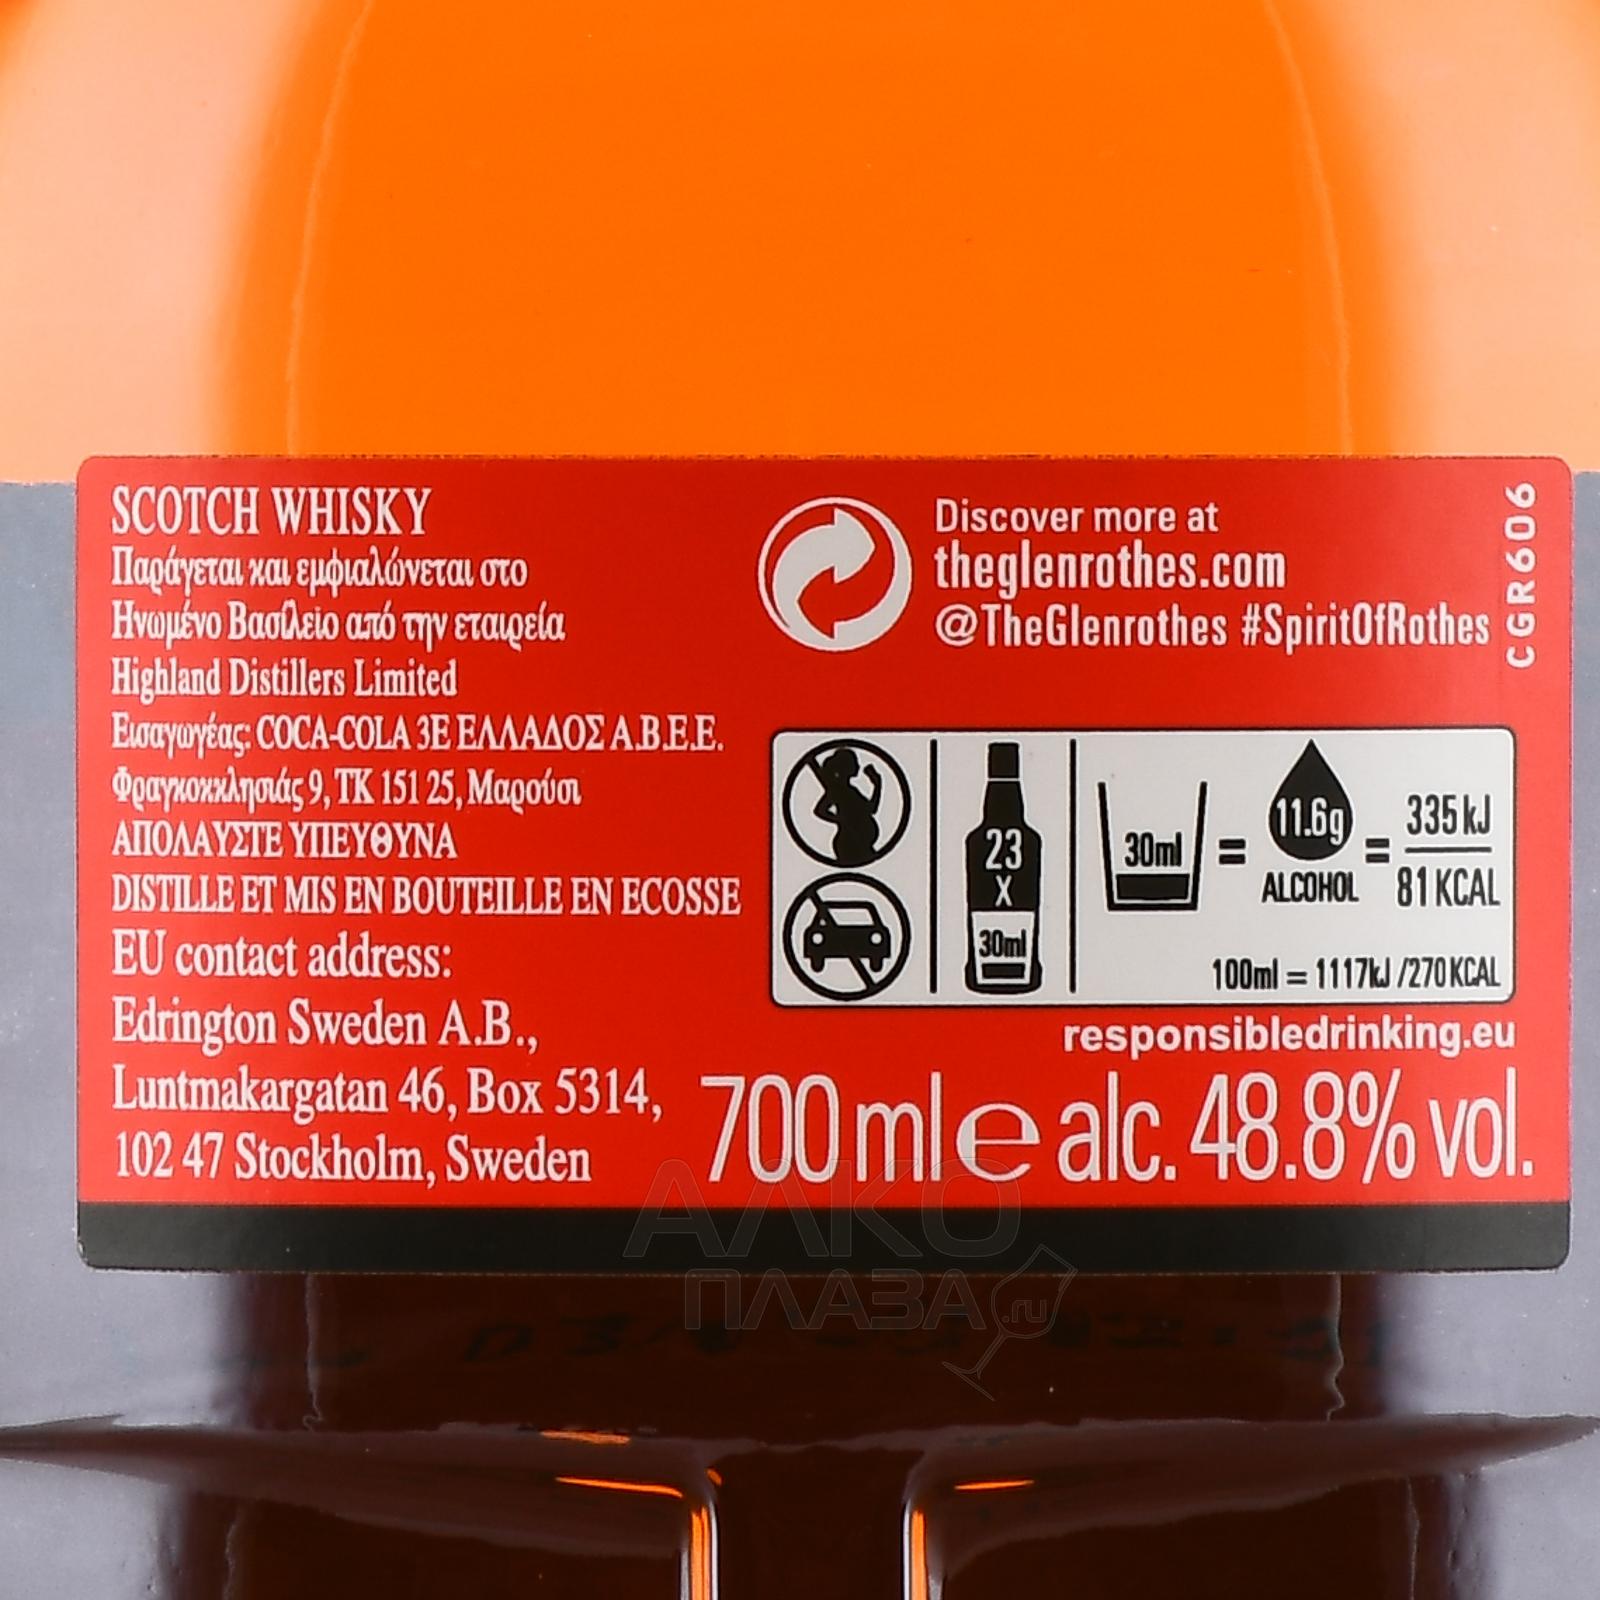 SCOTCH WHISKY
Παράγεται και εμφιαλώνεται στο
Ηνωμένο Βασίλειο από την εταιρεία
Highland Distillers Limited
Εισαγωγέας: COCA-COLA 3E ΕΛΛΑΔΟΣ Α.Β.Ε.Ε.
Φραγκοκκλησιάς 9, ΤΚ 151 25, Μαρούσι
ΑΠΟΛΑΥΣΤΕ ΥΠΕΥΘΥΝΑ
DISTILLE ET MIS EN BOUTEILLE EN ECOSSE
EU contact address:
Edrington Sweden A.B.,
Luntmakargatan 46, Box 5314,
102 47 Stockholm, Sweden
Discover more at
theglenrothes.com
@TheGlenrothes #SpiritOfRothes
CGR606
23
X
30ml
30ml = 11.6g = 335 kJ
ALCOHOL 81 KCAL
100ml = 1117kJ /270KCAL
responsibledrinking.eu
700 ml e alc. 48.8% vol.
АЛКО
ПЛАЗА
.ru